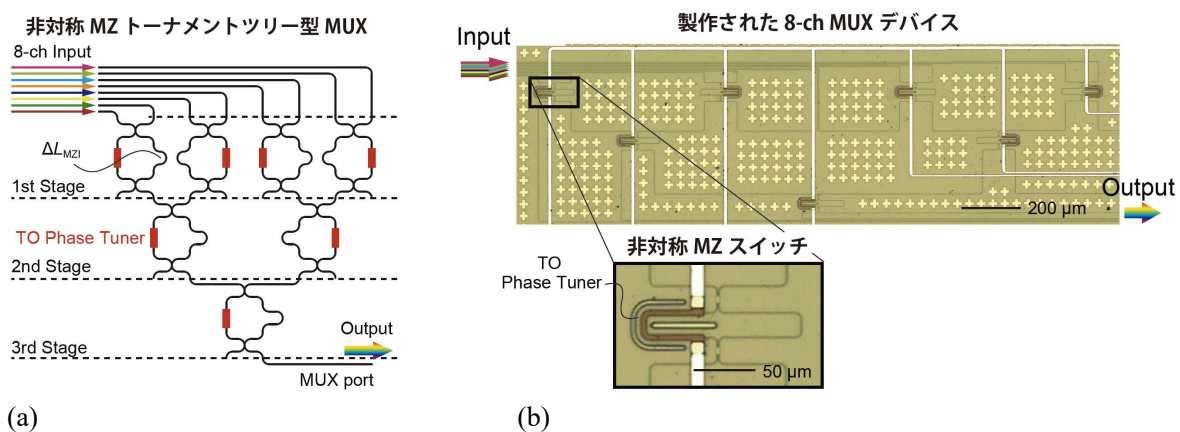 非対称 MZ トーナメントツリー型 MUX
8-ch Input
ΔL_MZI
1st Stage
TO Phase Tuner
2nd Stage
Output
3rd Stage
MUX port
(a)
製作された 8-ch MUX デバイス
Input
Output
200 μm
非対称 MZ スイッチ
TO
Phase Tuner
50 μm
(b)